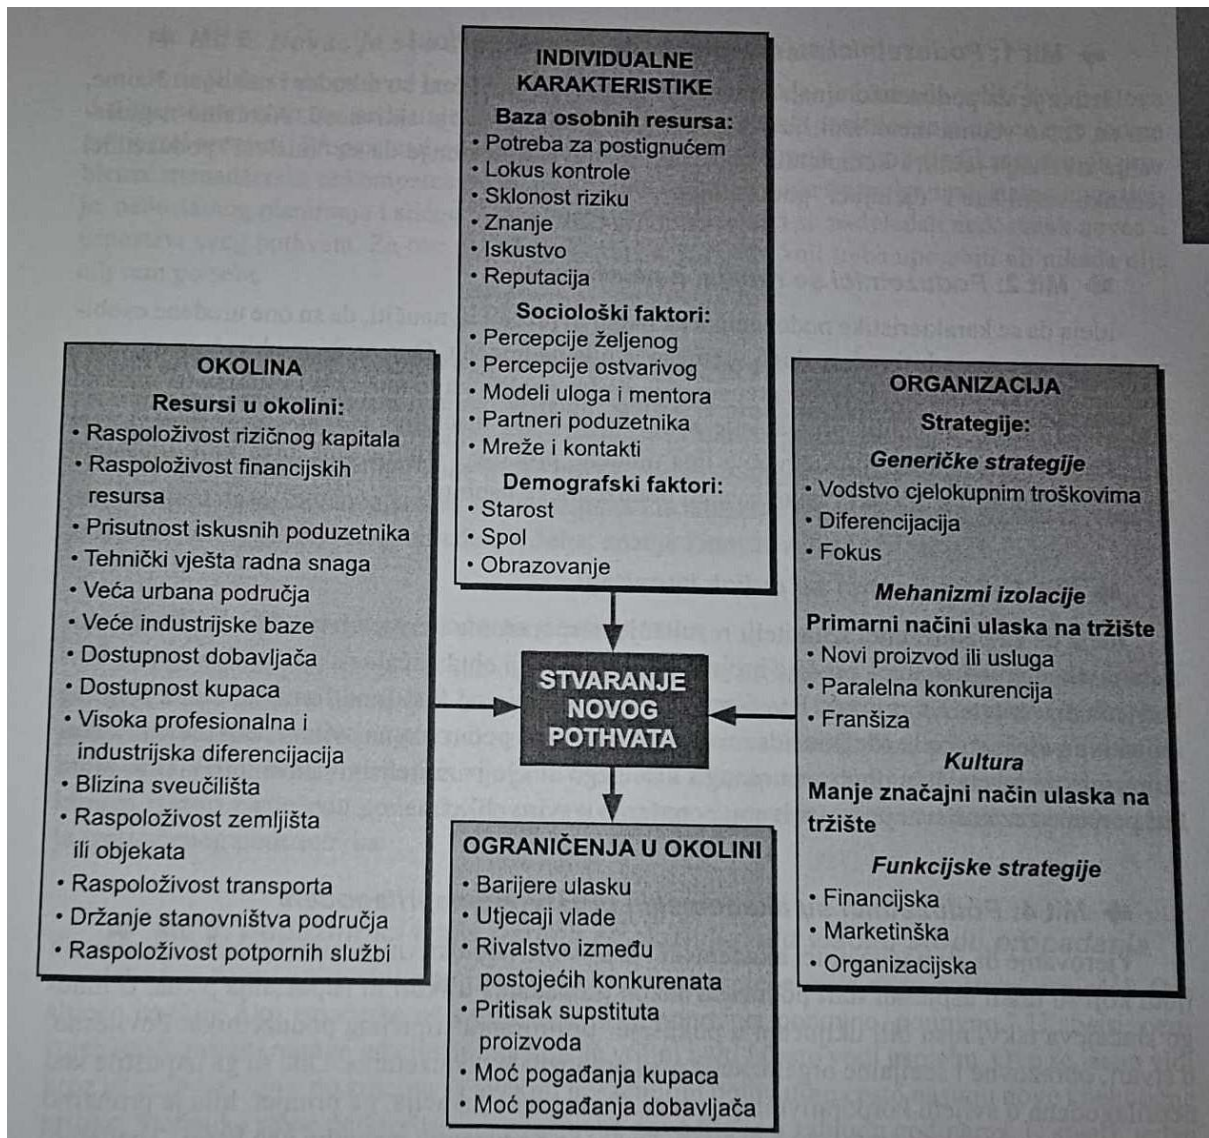 INDIVIDUALNE
KARAKTERISTIKE
Baza osobnih resursa:
• Potreba za postignućem
• Lokus kontrole
• Sklonost riziku
• Znanje
• Iskustvo
• Reputacija
Sociološki faktori:
• Percepcije željenog
• Percepcije ostvarivog
• Modeli uloga i mentora
• Partneri poduzetnika
• Mreže i kontakti
Demografski faktori:
• Starost
• Spol
• Obrazovanje
OKOLINA
Resursi u okolini:
• Raspoloživost rizičnog kapitala
• Raspoloživost financijskih
resursa
• Prisutnost iskusnih poduzetnika
• Tehnički vješta radna snaga
• Veća urbana područja
• Veće industrijske baze
• Dostupnost dobavljača
• Dostupnost kupaca
• Visoka profesionalna i
industrijska diferencijacija
• Blizina sveučilišta
• Raspoloživost zemljišta
ili objekata
• Raspoloživost transporta
• Držanje stanovništva područja
• Raspoloživost potpornih službi
STVARANJE
NOVOG
POTHVATA
ORGANIZACIJA
Strategije:
Generičke strategije
• Vodstvo cjelokupnim troškovima
• Diferencijacija
• Fokus
Mehanizmi izolacije
Primarni načini ulaska na tržište
• Novi proizvod ili usluga
• Paralelna konkurencija
• Franšiza
Kultura
Manje značajni način ulaska na
tržište
Funkcijske strategije
• Financijska
• Marketinška
• Organizacijska
OGRANIČENJA U OKOLINI
• Barijere ulasku
• Utjecaji vlade
• Rivalstvo između
postojećih konkurenata
• Pritisak supstituta
proizvoda
• Moć pogađanja kupaca
• Moć pogađanja dobavljača